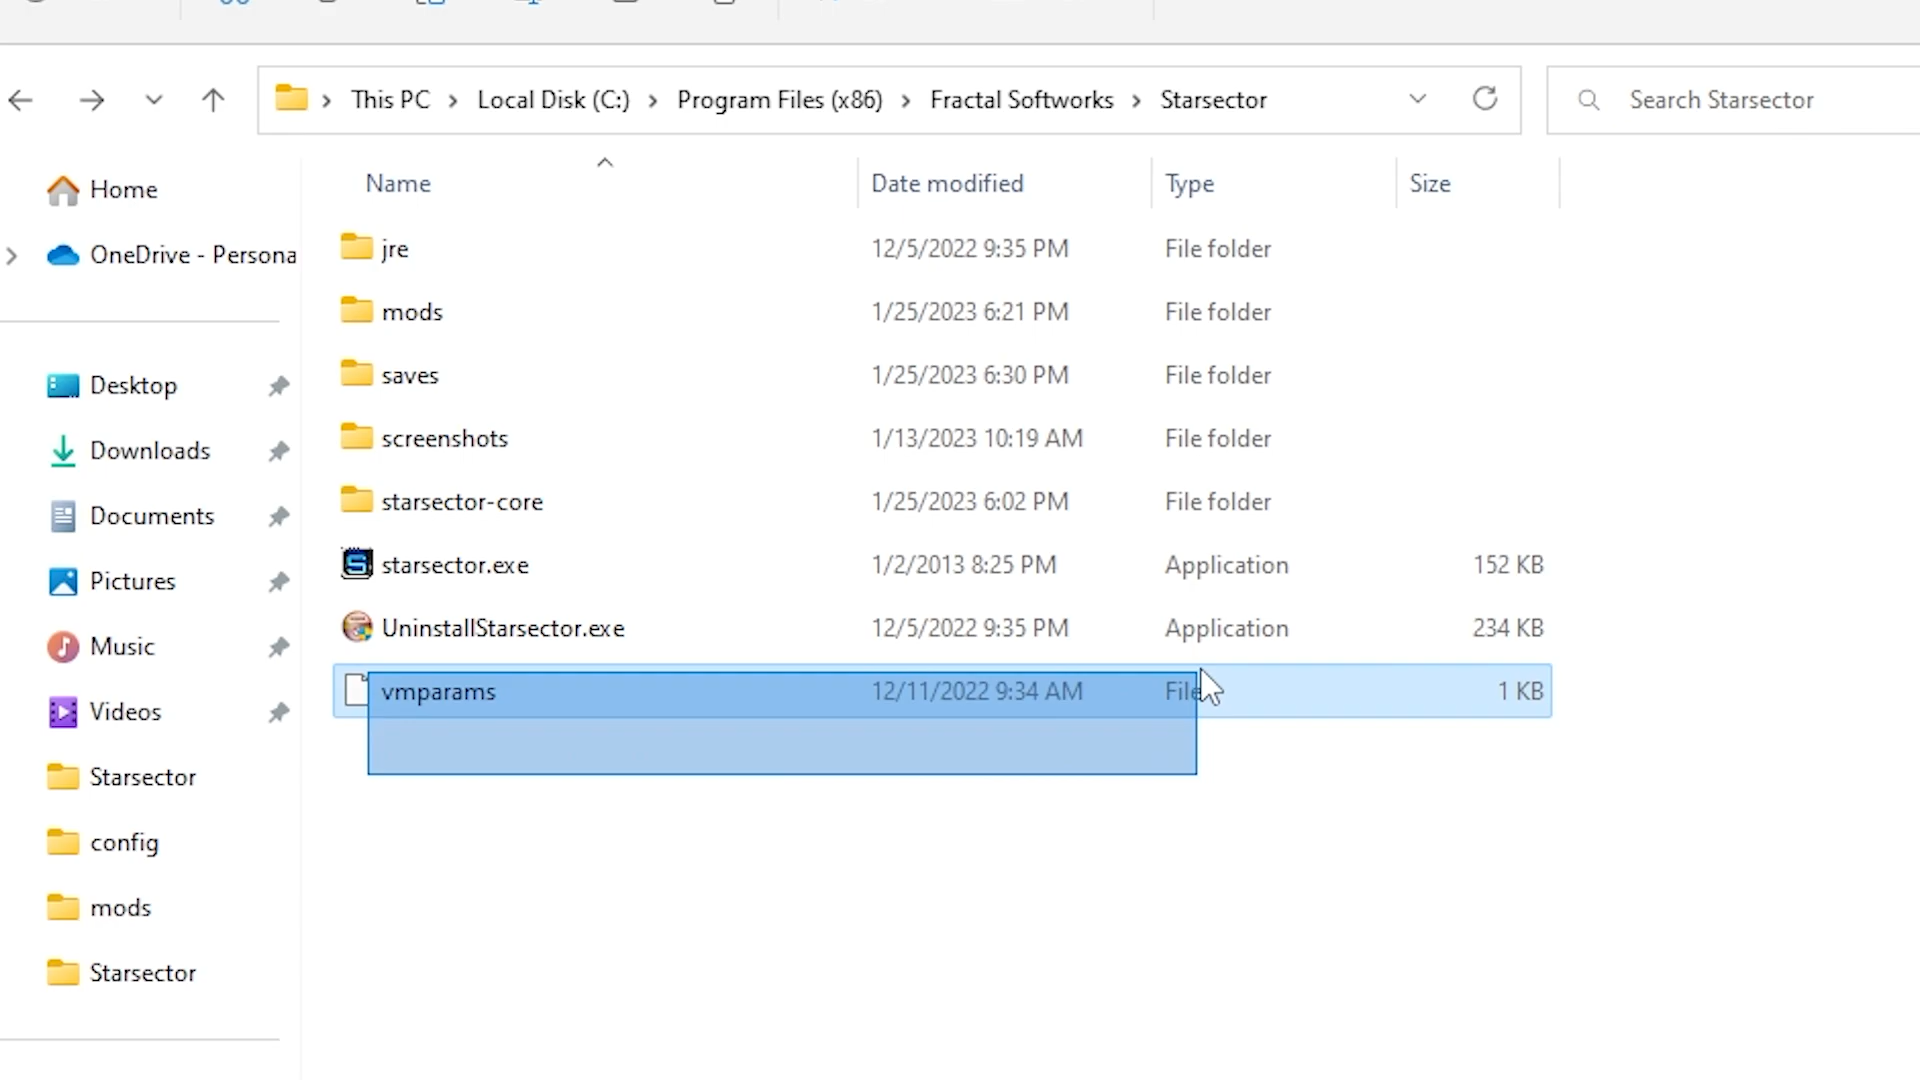 This PC > Local Disk (C:) > Program Files (x86) > Fractal Softworks > Starsector
Search Starsector
Name Date modified Type Size
Home
OneDrive - Persona
Desktop
Downloads
Documents
Pictures
Music
Videos
Starsector
config
mods
Starsector
jre 12/5/2022 9:35 PM File folder
mods 1/25/2023 6:21 PM File folder
saves 1/25/2023 6:30 PM File folder
screenshots 1/13/2023 10:19 AM File folder
starsector-core 1/25/2023 6:02 PM File folder
starsector.exe 1/2/2013 8:25 PM Application 152 KB
UninstallStarsector.exe 12/5/2022 9:35 PM Application 234 KB
vmparams 12/11/2022 9:34 AM File 1 KB